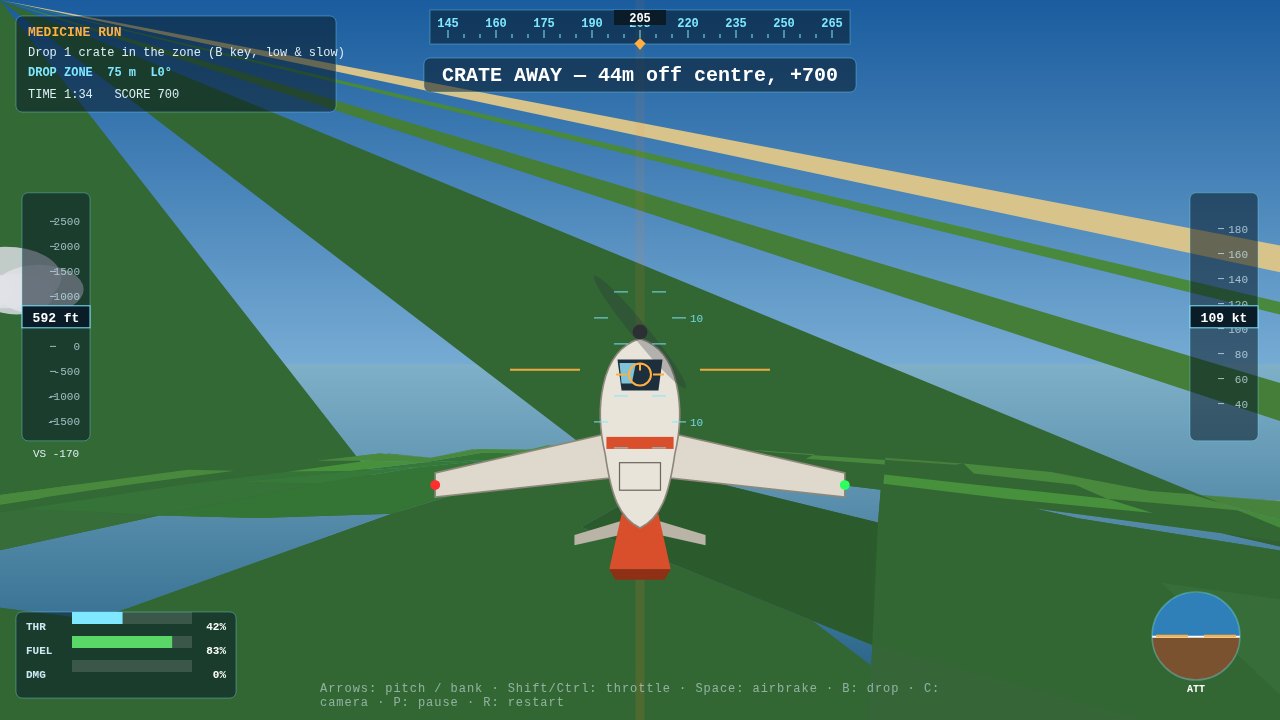 MEDICINE RUN
Drop 1 crate in the zone (B key, low & slow)
DROP ZONE  75 m  L0°
TIME 1:34   SCORE 700
205
145 160 175 190 205 220 235 250 265
CRATE AWAY — 44m off centre, +700
2500
2000
1500
1000
592 ft
0
-500
-1000
-1500
VS -170
180
160
140
120
109 kt
100
80
60
40
10
10
THR 42%
FUEL 83%
DMG 0%
Arrows: pitch / bank · Shift/Ctrl: throttle · Space: airbrake · B: drop · C:
camera · P: pause · R: restart
ATT